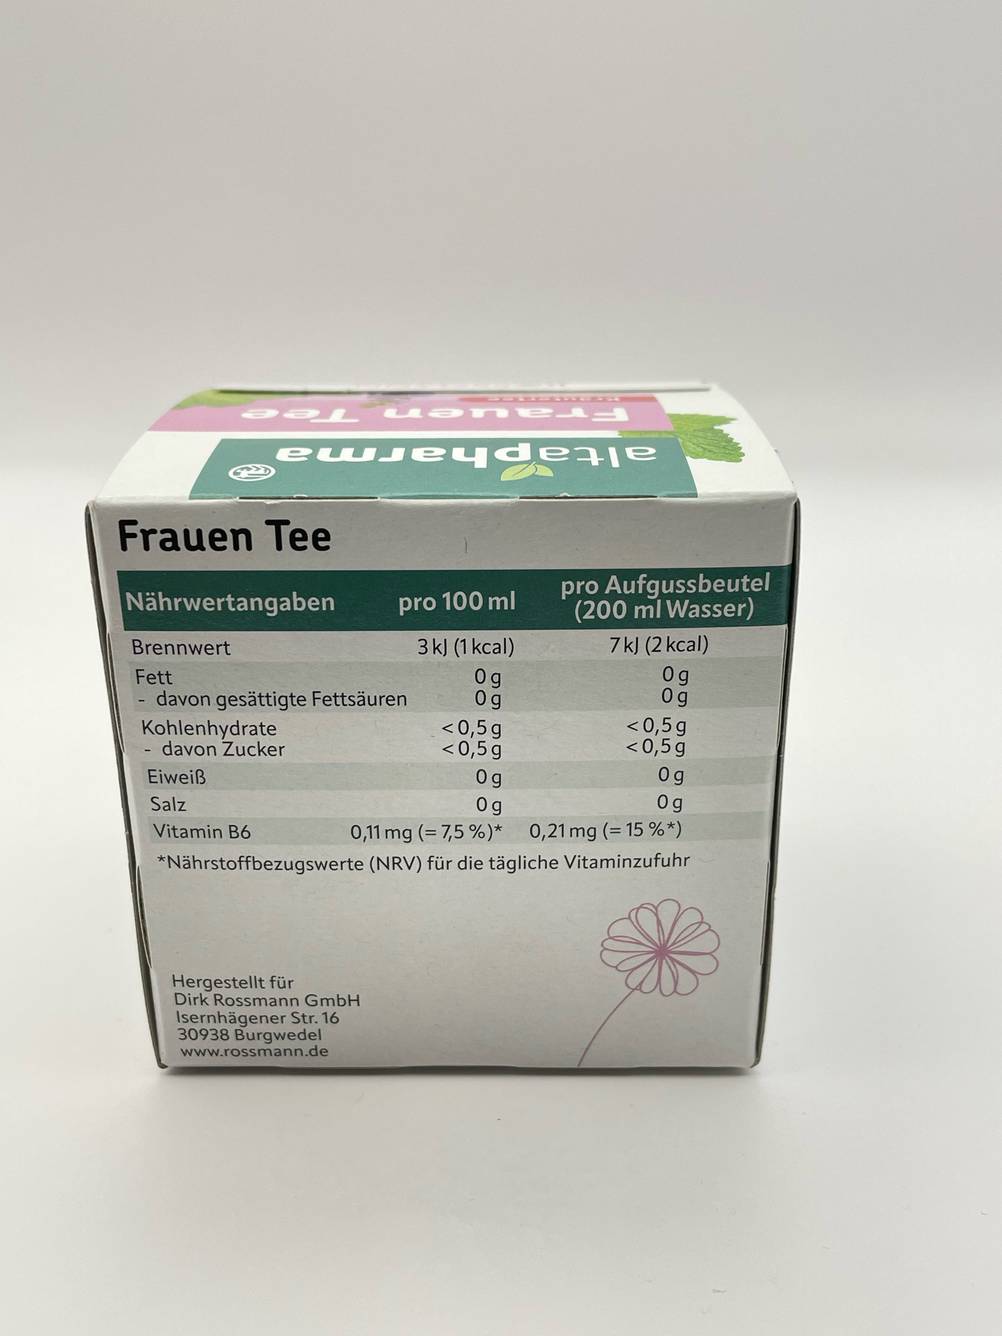 Kräutertee
Frauen Tee
altapharma
Frauen Tee
Nährwertangaben pro 100 ml pro Aufgussbeutel (200 ml Wasser)
Brennwert 3 kJ (1 kcal) 7 kJ (2 kcal)
Fett 0 g 0 g
- davon gesättigte Fettsäuren 0 g 0 g
Kohlenhydrate < 0,5 g < 0,5 g
- davon Zucker < 0,5 g < 0,5 g
Eiweiß 0 g 0 g
Salz 0 g 0 g
Vitamin B6 0,11 mg (= 7,5 %)* 0,21 mg (= 15 %*)
*Nährstoffbezugswerte (NRV) für die tägliche Vitaminzufuhr
Hergestellt für
Dirk Rossmann GmbH
Isernhägener Str. 16
30938 Burgwedel
www.rossmann.de